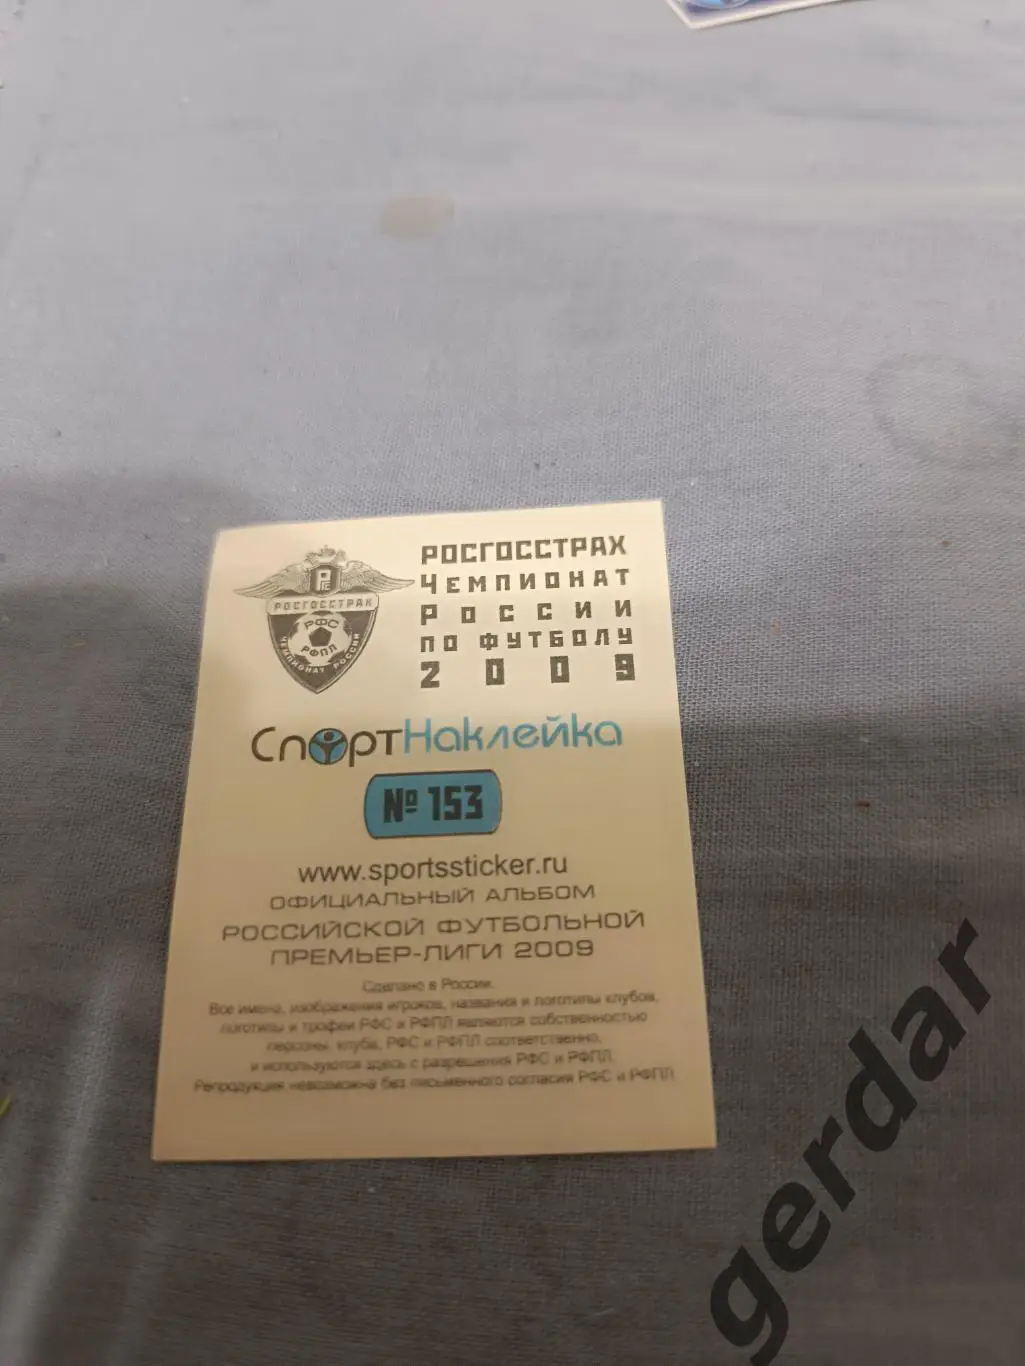 РОСГОССТРАХ
ЧЕМПИОНАТ РОССИИ
РФС
РФПЛ
РОСГОССТРАХ
ЧЕМПИОНАТ
РОССИИ
ПО ФУТБОЛУ
2009
СпортНаклейка
№ 153
www.sportssticker.ru
ОФИЦИАЛЬНЫЙ АЛЬБОМ
РОССИЙСКОЙ ФУТБОЛЬНОЙ
ПРЕМЬЕР-ЛИГИ 2009
Сделано в России.
Все имена, изображения игроков, названия и логотипы клубов,
логотипы и трофеи РФС и РФПЛ являются собственностью
персоны, клуба, РФС и РФПЛ соответственно,
и используются здесь с разрешения РФС и РФПЛ.
Репродукция невозможна без письменного согласия РФС и РФПЛ.
gerdar